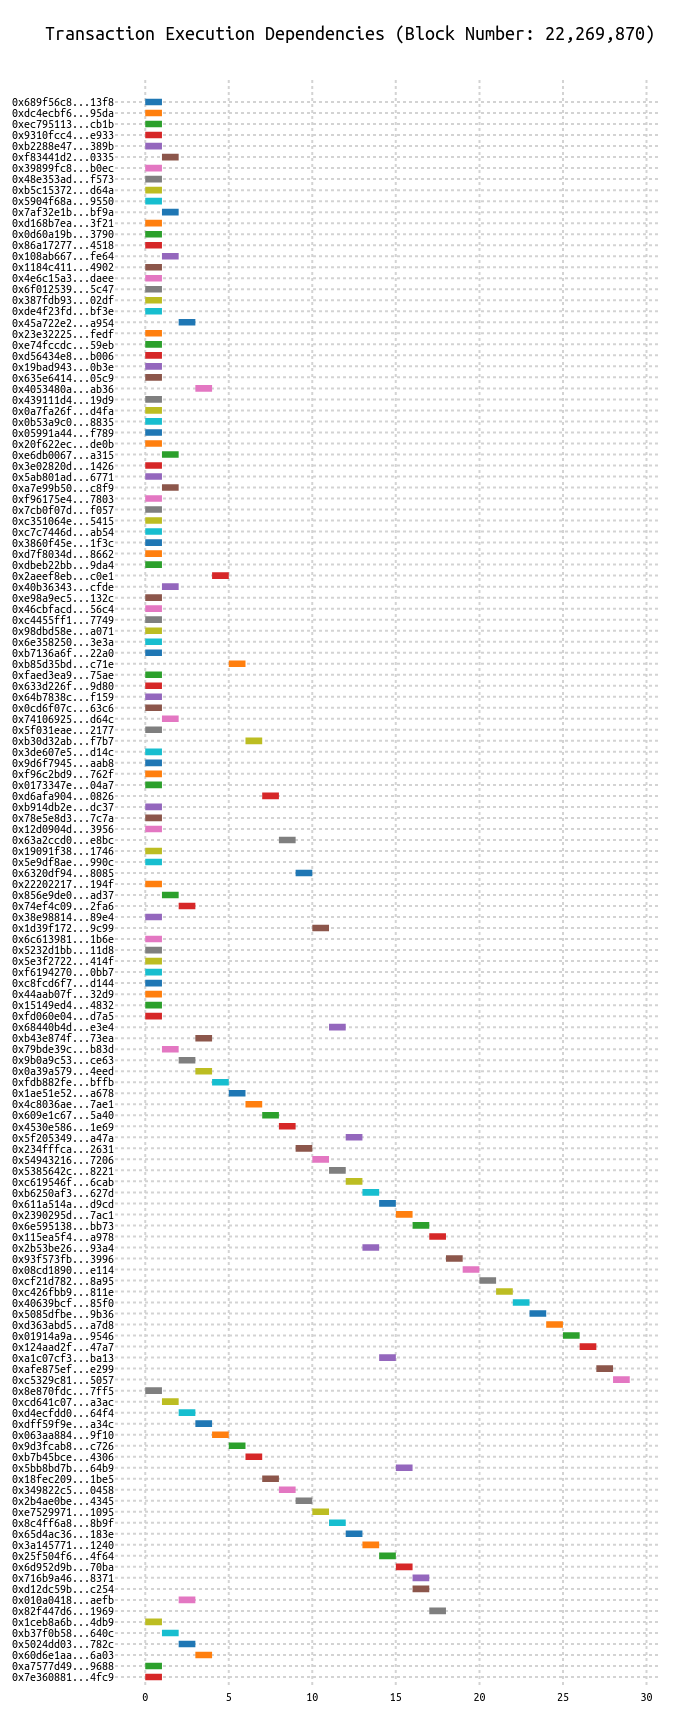 Transaction Execution Dependencies (Block Number: 22,269,870)
0x689f56c8...13f8
0xdc4ecbf6...95da
0xec795113...cb1b
0x9310fcc4...e933
0xb2288e47...389b
0xf83441d2...0335
0x39899fc8...b0ec
0x48e353ad...f573
0xb5c15372...d64a
0x5904f68a...9550
0x7af32e1b...bf9a
0xd168b7ea...3f21
0x0d60a19b...3790
0x86a17277...4518
0x108ab667...fe64
0x1184c411...4902
0x4e6c15a3...daee
0x6f012539...5c47
0x387fdb93...02df
0xde4f23fd...bf3e
0x45a722e2...a954
0x23e32225...fedf
0xe74fccdc...59eb
0xd56434e8...b006
0x19bad943...0b3e
0x635e6414...05c9
0x4053480a...ab36
0x439111d4...19d9
0x0a7fa26f...d4fa
0x0b53a9c0...8835
0x05991a44...f789
0x20f622ec...de0b
0xe6db0067...a315
0x3e02820d...1426
0x5ab801ad...6771
0xa7e99b50...c8f9
0xf96175e4...7803
0x7cb0f07d...f057
0xc351064e...5415
0xc7c7446d...ab54
0x3860f45e...1f3c
0xd7f8034d...8662
0xdbeb22bb...9da4
0x2aeef8eb...c0e1
0x40b36343...cfde
0xe98a9ec5...132c
0x46cbfacd...56c4
0xc4455ff1...7749
0x98dbd58e...a071
0x6e358250...3e3a
0xb7136a6f...22a0
0xb85d35bd...c71e
0xfaed3ea9...75ae
0x633d226f...9d80
0x64b7838c...f159
0x0cd6f07c...63c6
0x74106925...d64c
0x5f031eae...2177
0xb30d32ab...f7b7
0x3de607e5...d14c
0x9d6f7945...aab8
0xf96c2bd9...762f
0x0173347e...04a7
0xd6afa904...0826
0xb914db2e...dc37
0x78e5e8d3...7c7a
0x12d0904d...3956
0x63a2ccd0...e8bc
0x19091f38...1746
0x5e9df8ae...990c
0x6320df94...8085
0x22202217...194f
0x856e9de0...ad37
0x74ef4c09...2fa6
0x38e98814...89e4
0x1d39f172...9c99
0x6c613981...1b6e
0x5232d1bb...11d8
0x5e3f2722...414f
0xf6194270...0bb7
0xc8fcd6f7...d144
0x44aab07f...32d9
0x15149ed4...4832
0xfd060e04...d7a5
0x68440b4d...e3e4
0xb43e874f...73ea
0x79bde39c...b83d
0x9b0a9c53...ce63
0x0a39a579...4eed
0xfdb882fe...bffb
0x1ae51e52...a678
0x4c8036ae...7ae1
0x609e1c67...5a40
0x4530e586...1e69
0x5f205349...a47a
0x234fffca...2631
0x54943216...7206
0x5385642c...8221
0xc619546f...6cab
0xb6250af3...627d
0x611a514a...d9cd
0x2390295d...7ac1
0x6e595138...bb73
0x115ea5f4...a978
0x2b53be26...93a4
0x93f573fb...3996
0x08cd1890...e114
0xcf21d782...8a95
0xc426fbb9...811e
0x40639bcf...85f0
0x5085dfbe...9b36
0xd363abd5...a7d8
0x01914a9a...9546
0x124aad2f...47a7
0xa1c07cf3...ba13
0xafe875ef...e299
0xc5329c81...5057
0x8e870fdc...7ff5
0xcd641c07...a3ac
0xd4ecfdd0...64f4
0xdff59f9e...a34c
0x063aa884...9f10
0x9d3fcab8...c726
0xb7b45bce...4306
0x5bb8bd7b...64b9
0x18fec209...1be5
0x349822c5...0458
0x2b4ae0be...4345
0xe7529971...1095
0x8c4ff6a8...8b9f
0x65d4ac36...183e
0x3a145771...1240
0x25f504f6...4f64
0x6d952d9b...70ba
0x716b9a46...8371
0xd12dc59b...c254
0x010a0418...aefb
0x82f447d6...1969
0x1ceb8a6b...4db9
0xb37f0b58...640c
0x5024dd03...782c
0x60d6e1aa...6a03
0xa7577d49...9688
0x7e360881...4fc9
0 5 10 15 20 25 30